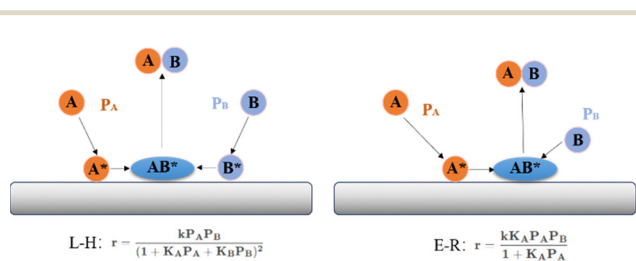 A B
A P_A P_B B
A* AB* B*
L-H: r = kP_AP_B / (1 + K_AP_A + K_BP_B)^2
A B
A P_A P_B
B
A* AB*
E-R: r = kK_AP_AP_B / 1 + K_AP_A